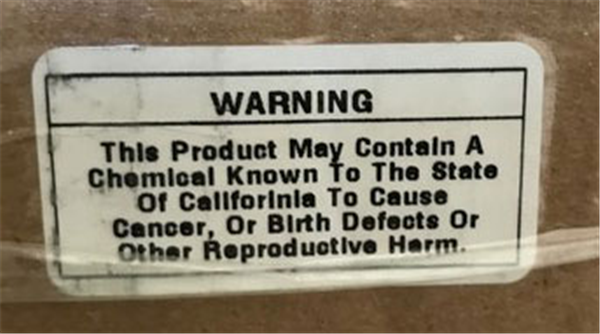 WARNING
This Product May Contain A
Chemical Known To The State
Of California To Cause
Cancer, Or Birth Defects Or
Other Reproductive Harm.